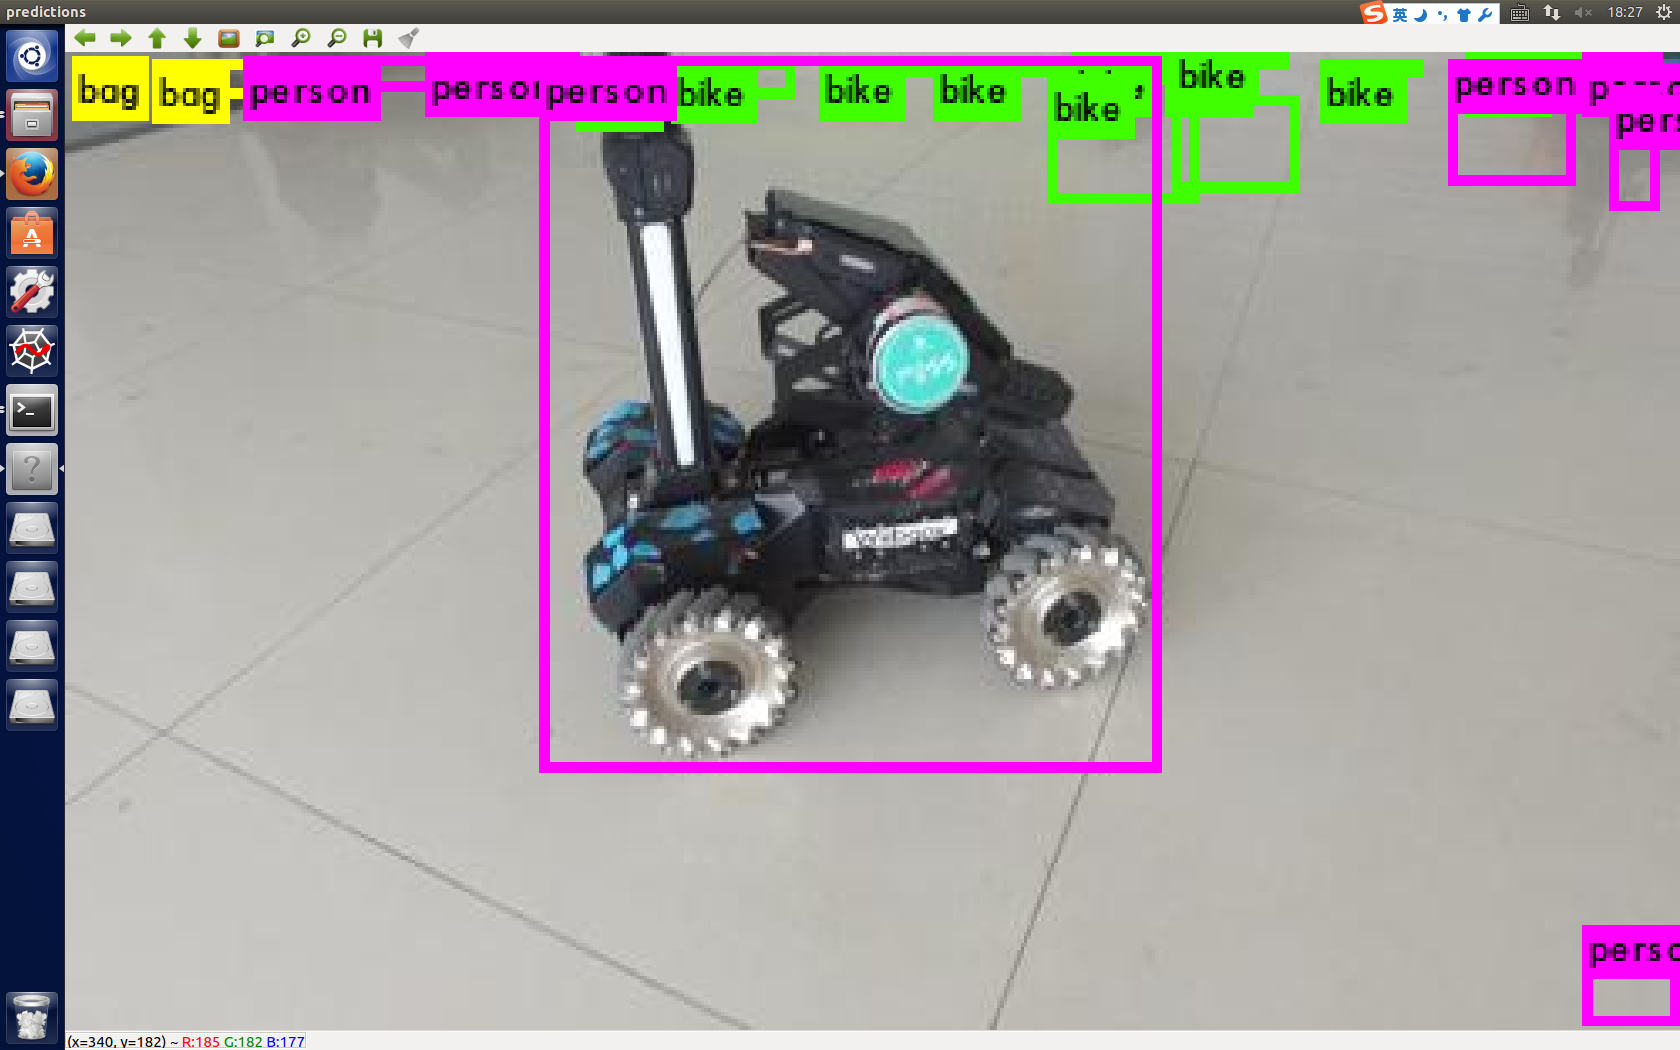 predictions
英
18:27
bag bag person person person bike bike bike bike bike bike person
pers
perso
(x=340, y=182) ~ R:185 G:182 B:177